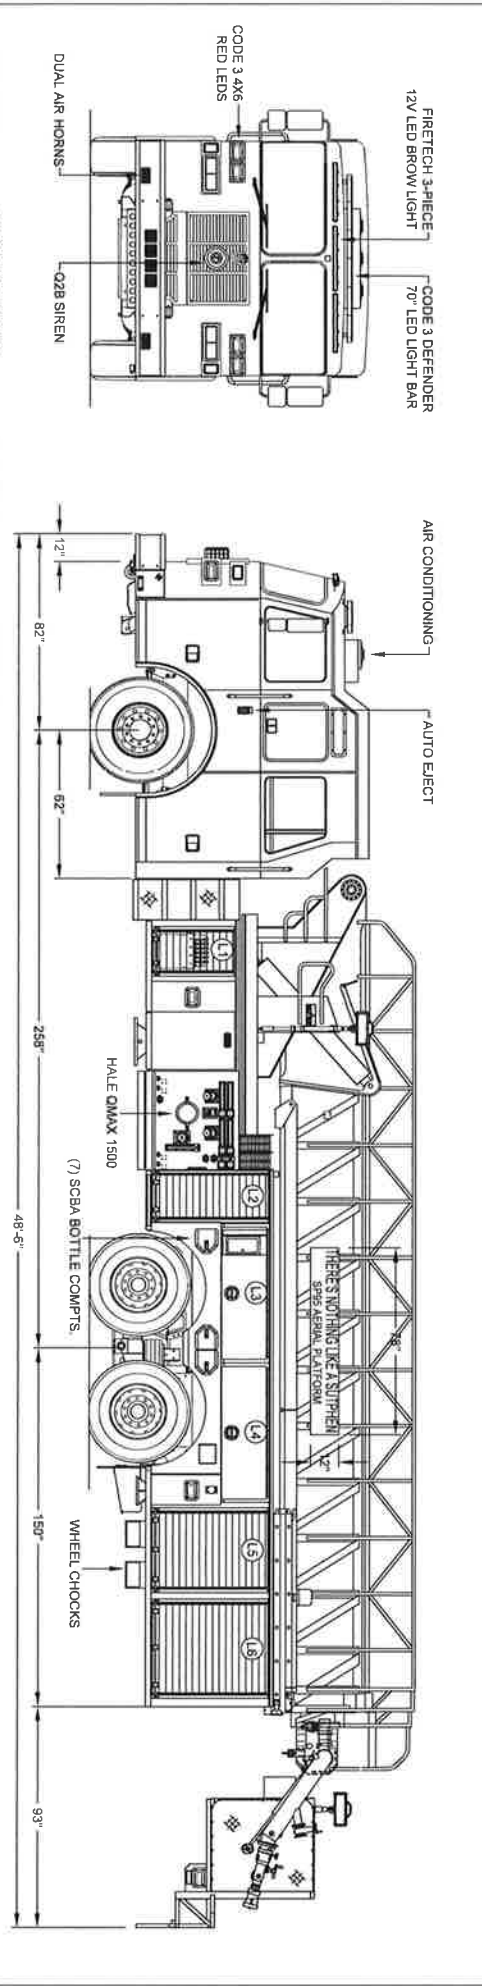 FIRETECH 3-PIECE
12V LED BROW LIGHT
CODE 3 DEFENDER
70" LED LIGHT BAR
CODE 3 4X6
RED LEDS
DUAL AIR HORNS
Q2B SIREN
AIR CONDITIONING
AUTO EJECT
THERE'S NOTHING LIKE A SUTPHEN
SP95 AERIAL PLATFORM
78"
12"
L1
L2
L3
L4
L5
L6
HALE QMAX 1500
(7) SCBA BOTTLE COMPTS.
WHEEL CHOCKS
12"
82"
62"
258"
150"
93"
48'-6"